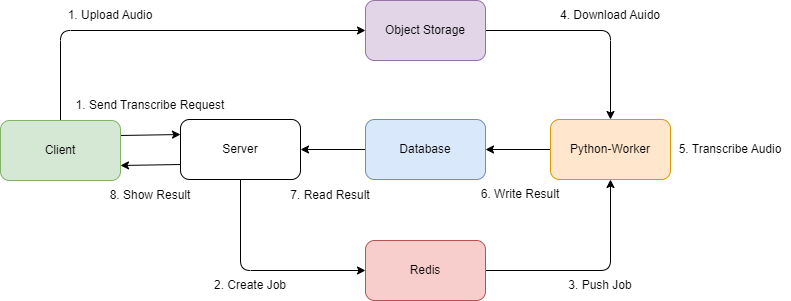 1. Upload Audio
Object Storage
4. Download Auido
1. Send Transcribe Request
Client
Server
Database
Python-Worker
5. Transcribe Audio
8. Show Result
7. Read Result
6. Write Result
2. Create Job
Redis
3. Push Job